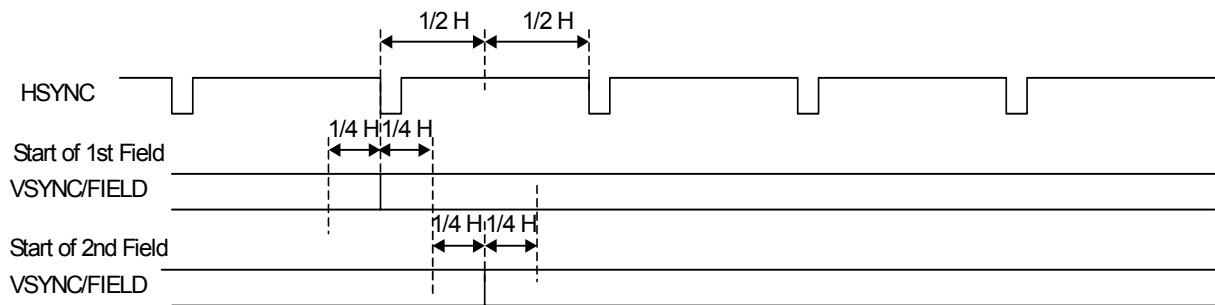 1/2 H 1/2 H
HSYNC
1/4 H 1/4 H
Start of 1st Field
VSYNC/FIELD
1/4 H 1/4 H
Start of 2nd Field
VSYNC/FIELD